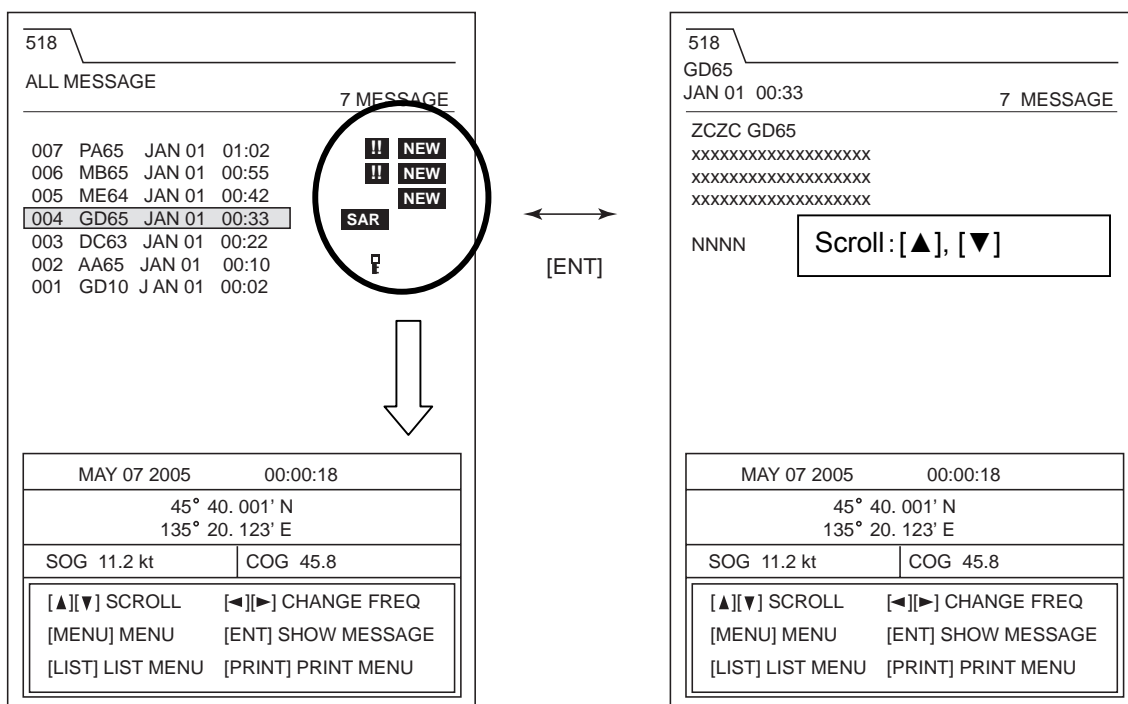 518
ALL MESSAGE
7 MESSAGE
007 PA65 JAN 01 01:02 !! NEW
006 MB65 JAN 01 00:55 !! NEW
005 ME64 JAN 01 00:42 NEW
004 GD65 JAN 01 00:33 SAR
003 DC63 JAN 01 00:22
002 AA65 JAN 01 00:10
001 GD10 J AN 01 00:02
MAY 07 2005 00:00:18
45° 40. 001' N
135° 20. 123' E
SOG 11.2 kt COG 45.8
[▲][▼] SCROLL [◄][►] CHANGE FREQ
[MENU] MENU [ENT] SHOW MESSAGE
[LIST] LIST MENU [PRINT] PRINT MENU
[ENT]
518
GD65
JAN 01 00:33 7 MESSAGE
ZCZC GD65
xxxxxxxxxxxxxxxxxxx
xxxxxxxxxxxxxxxxxxx
xxxxxxxxxxxxxxxxxxx
NNNN
Scroll:[▲], [▼]
MAY 07 2005 00:00:18
45° 40. 001' N
135° 20. 123' E
SOG 11.2 kt COG 45.8
[▲][▼] SCROLL [◄][►] CHANGE FREQ
[MENU] MENU [ENT] SHOW MESSAGE
[LIST] LIST MENU [PRINT] PRINT MENU